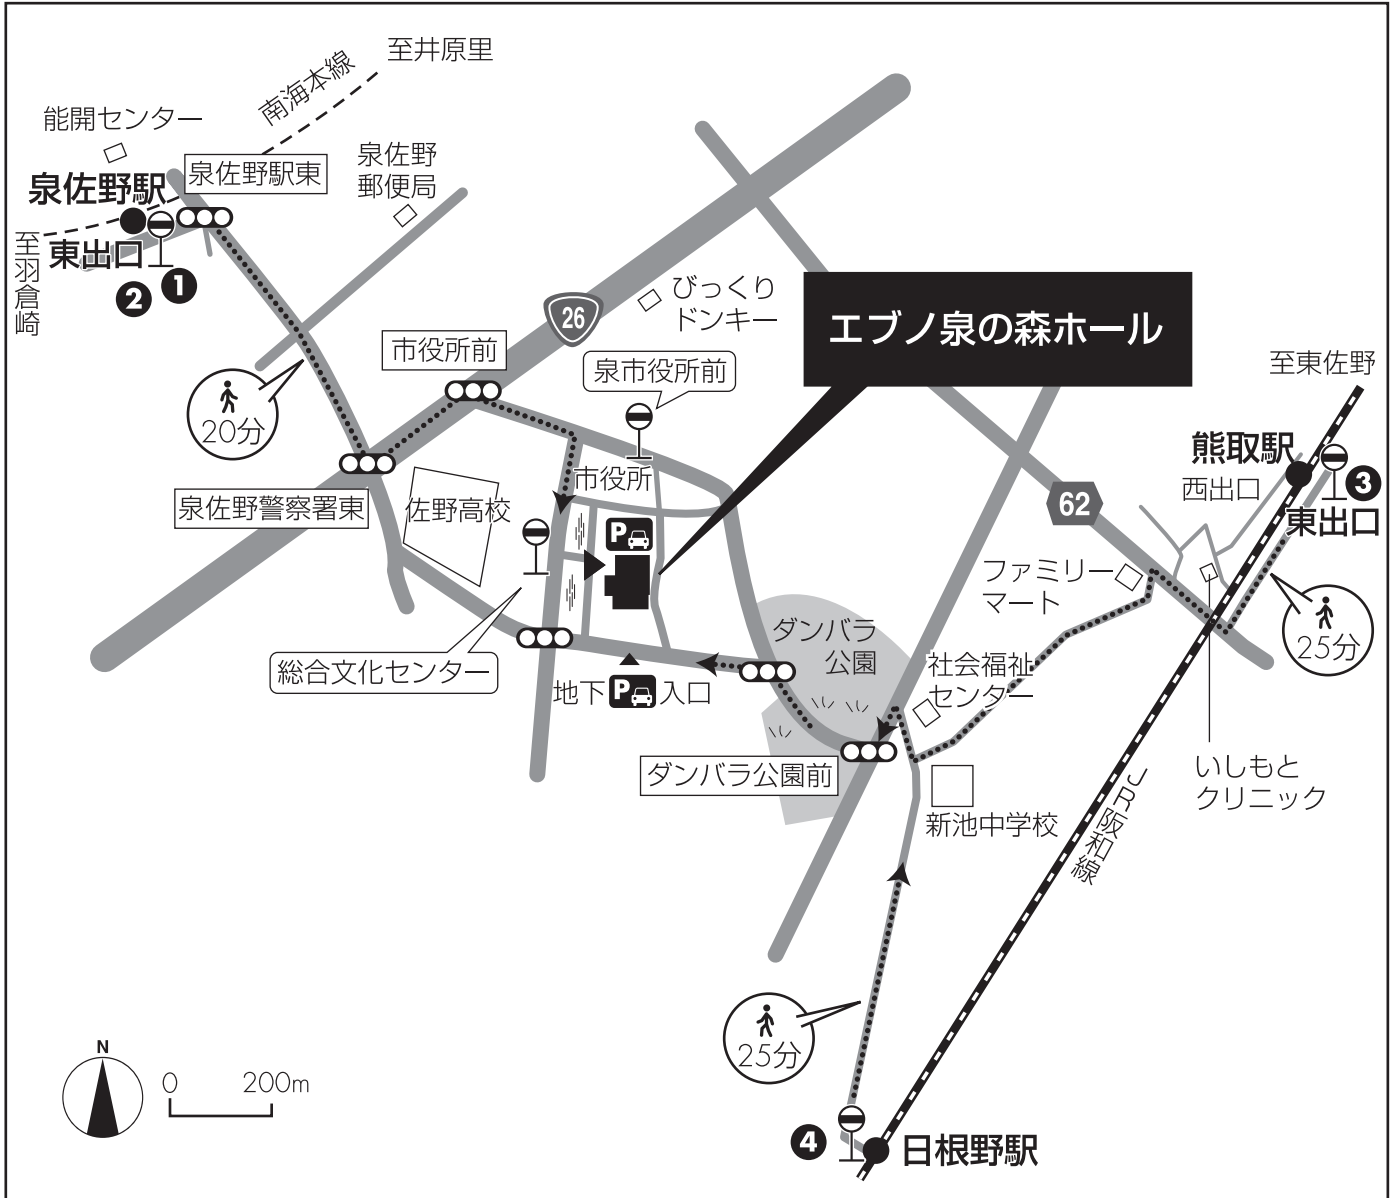 至井原里
南海本線
能開センター
泉佐野駅東
泉佐野
郵便局
泉佐野駅
東出口
至羽倉崎
1
2
26
びっくり
ドンキー
エブノ泉の森ホール
市役所前
泉市役所前
20分
至東佐野
熊取駅
西出口
3
東出口
市役所
佐野高校
泉佐野警察署東
P
62
ファミリー
マート
25分
ダンバラ
公園
社会福祉
センター
総合文化センター
地下P入口
ダンバラ公園前
いしもと
クリニック
新池中学校
JR阪和線
25分
N
0 200m
4
日根野駅